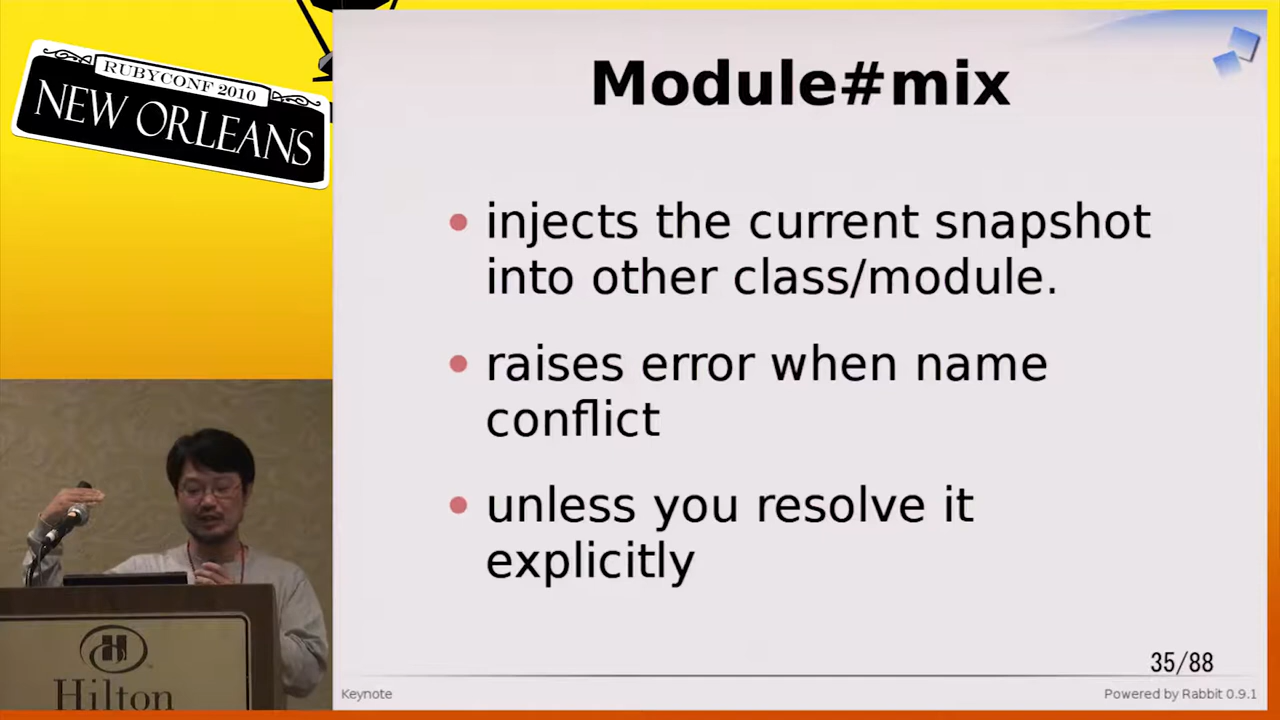 RUBYCONF 2010
NEW ORLEANS
Module#mix
• injects the current snapshot
into other class/module.
• raises error when name
conflict
• unless you resolve it
explicitly
35/88
Keynote
Powered by Rabbit 0.9.1
Hilton